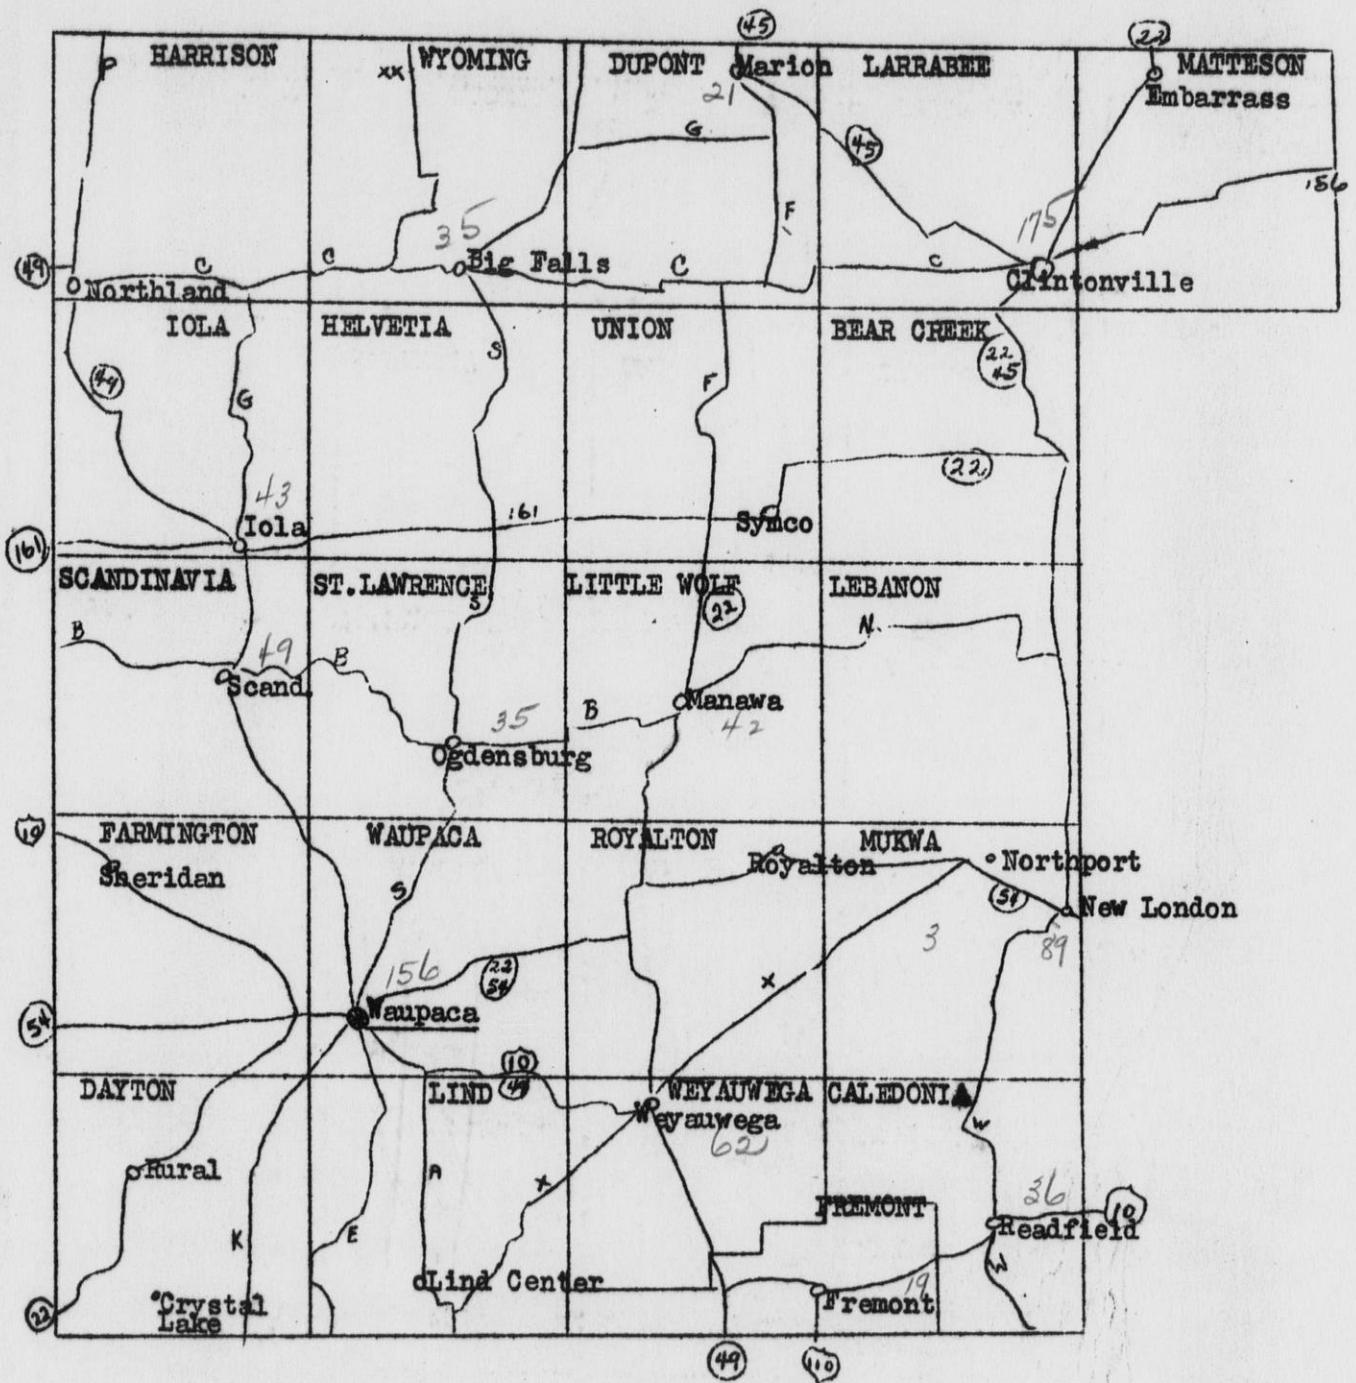 45
22
HARRISON
WYOMING
DUPONT
Marion
LARRABEE
MATTESON
P
XX
21
Embarrass
G
45
156
F
35
175
49
C
C
Big Falls
C
C
Clintonville
Northland
IOLA
HELVETIA
UNION
BEAR CREEK
S
22
45
49
F
G
22
43
Iola
161
Symco
161
SCANDINAVIA
ST.LAWRENCE
LITTLE WOLF
LEBANON
S
22
B
N
49
B
Scand.
Manawa
35
B
42
Ogdensburg
10
FARMINGTON
WAUPACA
ROYALTON
MUKWA
Royalton
Northport
Sheridan
S
54
New London
3
89
156
22
54
X
54
Waupaca
10
49
DAYTON
LIND
WEYAUWEGA
CALEDONIA
Weyauwega
W
62
Rural
A
X
36
FREMONT
10
Readfield
K
E
W
Lind Center
19
Crystal
Lake
Fremont
22
49
110